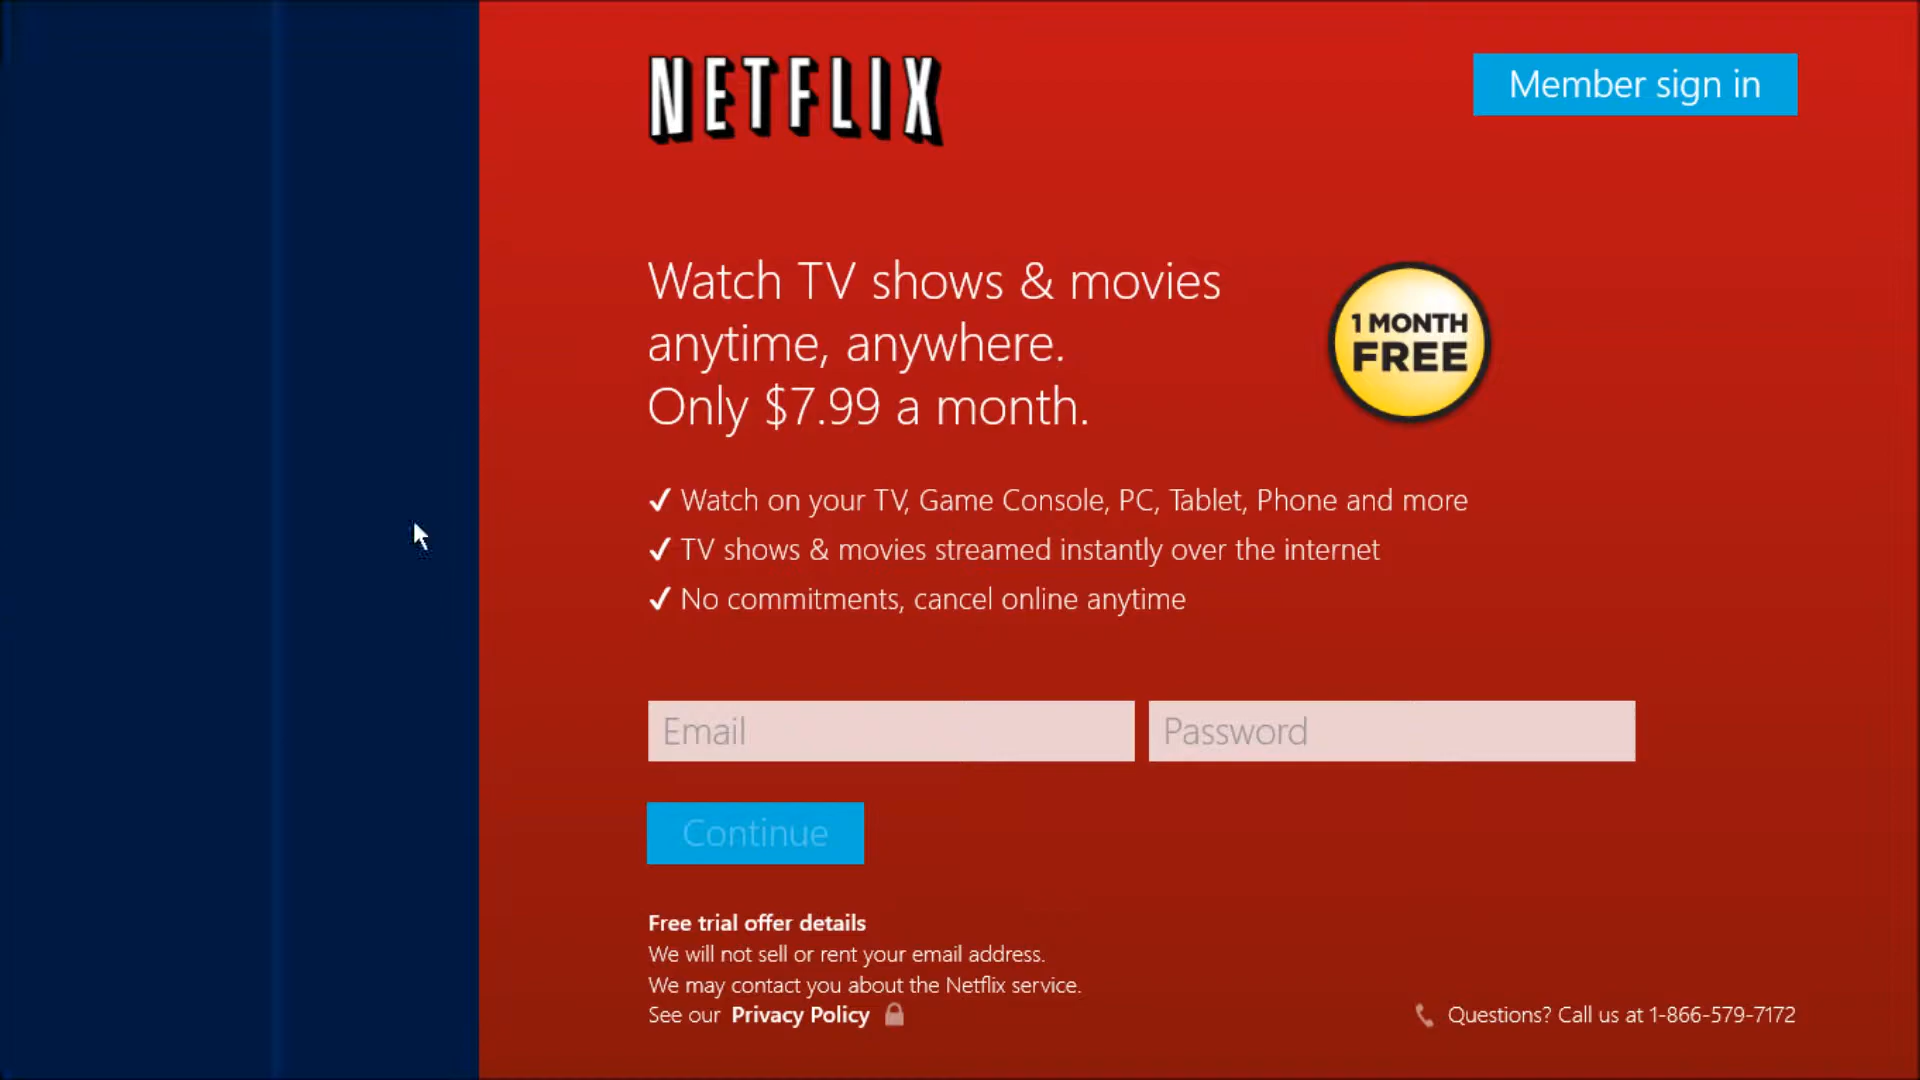 NETFLIX
Member sign in
Watch TV shows & movies
anytime, anywhere.
Only $7.99 a month.
1 MONTH
FREE
✓ Watch on your TV, Game Console, PC, Tablet, Phone and more
✓ TV shows & movies streamed instantly over the internet
✓ No commitments, cancel online anytime
Email
Password
Continue
Free trial offer details
We will not sell or rent your email address.
We may contact you about the Netflix service.
See our Privacy Policy
Questions? Call us at 1-866-579-7172